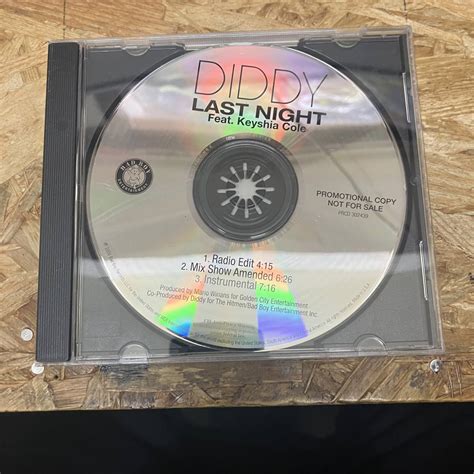 DIDDY
LAST NIGHT
Feat. Keyshia Cole
BAD BOY
PROMOTIONAL COPY
NOT FOR SALE
PRCD 302439
1. Radio Edit 4:15
2. Mix Show Amended 6:26
3. Instrumental 7:16
Produced by Mario Winans for Golden City Entertainment
Co-Produced by Diddy for The Hitmen/Bad Boy Entertainment Inc.